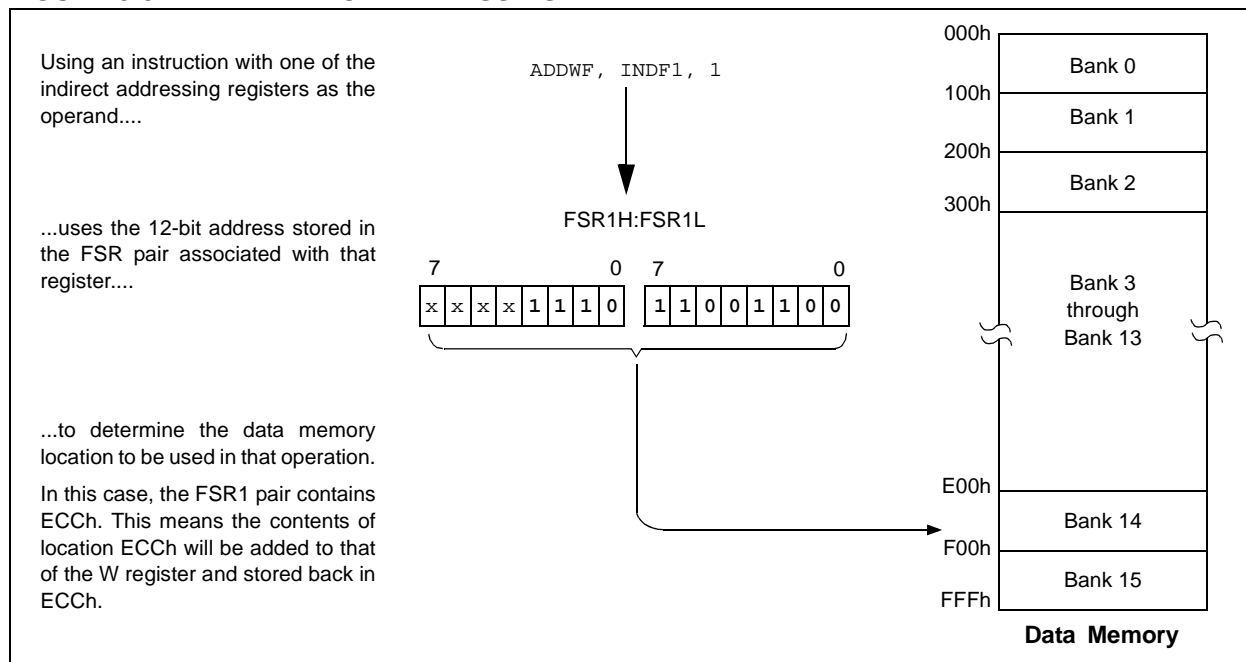 Using an instruction with one of the
indirect addressing registers as the
operand....
ADDWF, INDF1, 1
...uses the 12-bit address stored in
the FSR pair associated with that
register....
FSR1H:FSR1L
7 0 7 0
x x x x 1 1 1 0 1 1 0 0 1 1 0 0
...to determine the data memory
location to be used in that operation.
In this case, the FSR1 pair contains
ECCh. This means the contents of
location ECCh will be added to that
of the W register and stored back in
ECCh.
000h
Bank 0
100h
Bank 1
200h
Bank 2
300h
Bank 3
through
Bank 13
E00h
Bank 14
F00h
Bank 15
FFFh
Data Memory